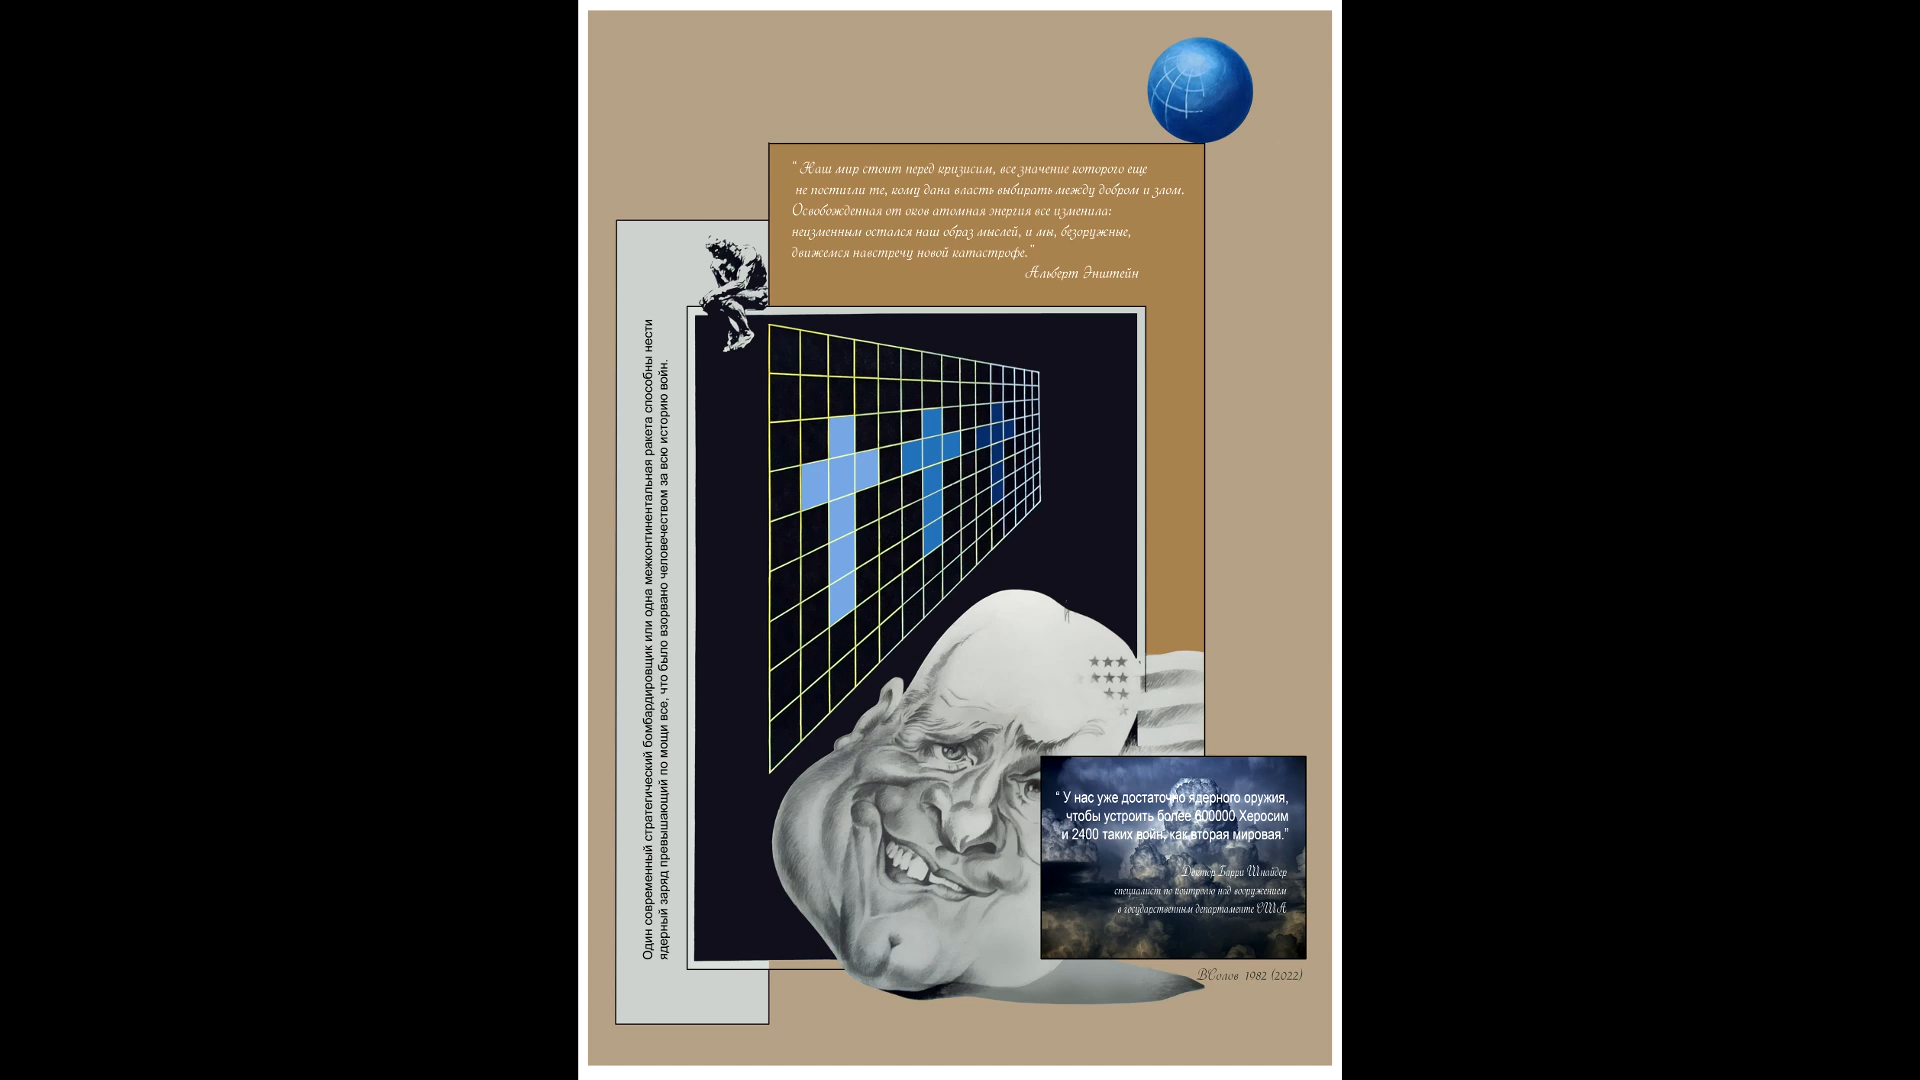 “ Наш мир стоит перед кризисим, все значение которого еще
не постигли те, кому дана власть выбирать между добром и злом.
Освобожденная от оков атомная энергия все изменила:
неизменным остался наш образ мыслей, и мы, безоружные,
движемся навстречу новой катастрофе.”
Альберт Энштейн
Один современный стратегический бомбардировщик или одна межконтинентальная ракета способны нести
ядерный заряд превышающий по мощи все, что было взорвано человечеством за всю историю войн.
“ У нас уже достаточно ядерного оружия,
чтобы устроить более 600000 Херосим
и 2400 таких войн, как вторая мировая.”
Доктор Барри Шнайдер
специалист по контролю над вооружением
в государственным департаменте США
ВСолов 1982 (2022)